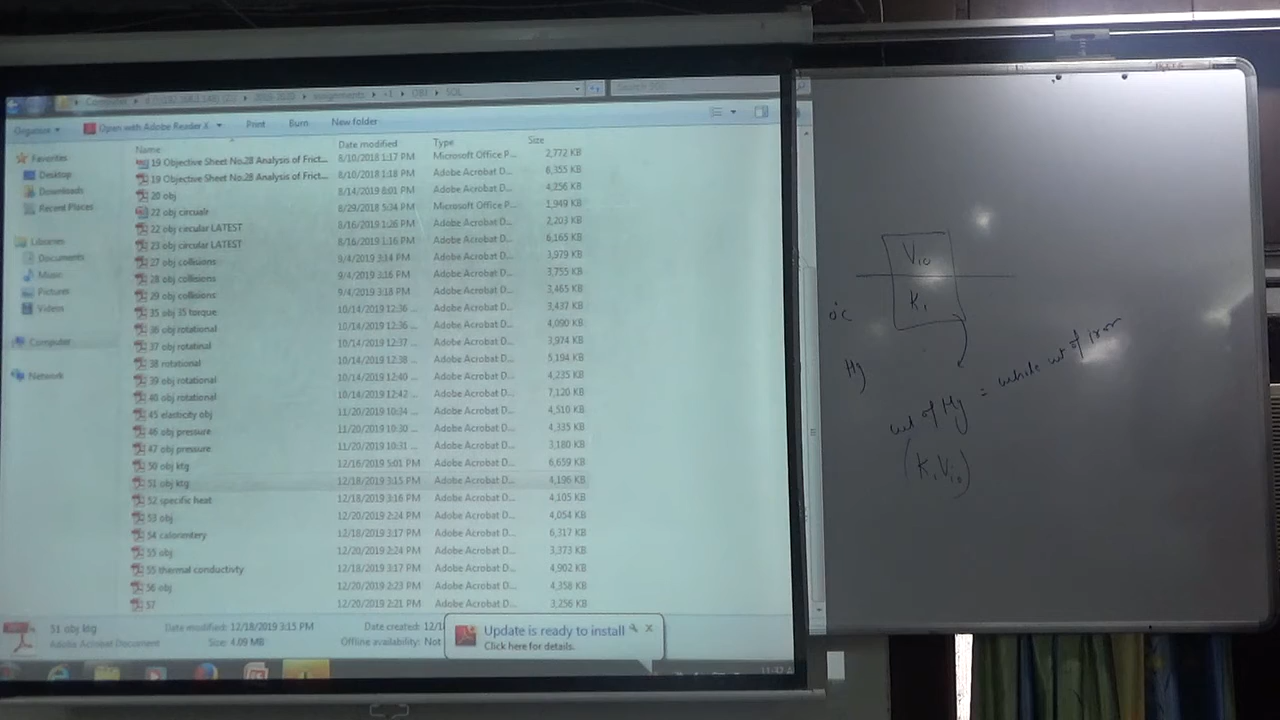 Organize
Open with Adobe Reader X
Print
Burn
New folder
Name Date modified Type Size
19 Objective Sheet No.28 Analysis of Frict... 8/10/2018 1:17 PM Microsoft Office P... 2,772 KB
19 Objective Sheet No.28 Analysis of Frict... 8/10/2018 1:18 PM Adobe Acrobat D... 6,355 KB
20 obj 8/14/2019 8:01 PM Adobe Acrobat D... 4,256 KB
22 obj circualr 8/29/2018 5:34 PM Microsoft Office P... 1,949 KB
22 obj circular LATEST 8/16/2019 1:26 PM Adobe Acrobat D... 2,203 KB
23 obj circular LATEST 8/16/2019 1:16 PM Adobe Acrobat D... 6,165 KB
27 obj collisions 9/4/2019 3:14 PM Adobe Acrobat D... 3,979 KB
28 obj collisions 9/4/2019 3:16 PM Adobe Acrobat D... 3,755 KB
29 obj collisions 9/4/2019 3:18 PM Adobe Acrobat D... 3,465 KB
35 obj 35 torque 10/14/2019 12:36 ... Adobe Acrobat D... 3,437 KB
36 obj rotational 10/14/2019 12:36 ... Adobe Acrobat D... 4,090 KB
37 obj rotatinal 10/14/2019 12:37 ... Adobe Acrobat D... 3,974 KB
38 rotational 10/14/2019 12:38 ... Adobe Acrobat D... 5,194 KB
39 obj rotational 10/14/2019 12:40 ... Adobe Acrobat D... 4,235 KB
40 obj rotational 10/14/2019 12:42 ... Adobe Acrobat D... 7,120 KB
45 elasticity obj 11/20/2019 10:34 ... Adobe Acrobat D... 4,510 KB
46 obj pressure 11/20/2019 10:30 ... Adobe Acrobat D... 4,335 KB
47 obj pressure 11/20/2019 10:31 ... Adobe Acrobat D... 3,180 KB
50 obj ktg 12/16/2019 5:01 PM Adobe Acrobat D... 6,659 KB
51 obj ktg 12/18/2019 3:15 PM Adobe Acrobat D... 4,196 KB
52 specific heat 12/18/2019 3:16 PM Adobe Acrobat D... 4,105 KB
53 obj 12/20/2019 2:24 PM Adobe Acrobat D... 4,054 KB
54 calorimtery 12/18/2019 3:17 PM Adobe Acrobat D... 6,317 KB
55 obj 12/20/2019 2:24 PM Adobe Acrobat D... 3,373 KB
55 thermal conductivty 12/18/2019 3:17 PM Adobe Acrobat D... 4,902 KB
56 obj 12/20/2019 2:23 PM Adobe Acrobat D... 4,358 KB
57 12/20/2019 2:21 PM Adobe Acrobat D... 3,256 KB
Favorites
Desktop
Downloads
Recent Places
Libraries
Documents
Music
Pictures
Videos
Computer
Network
51 obj ktg Date modified: 12/18/2019 3:15 PM Date created: 12/1
Adobe Acrobat Document Size: 4.09 MB Offline availability: Not
Update is ready to install
Click here for details.
11:37 A
V₁₀
K₁
0°C
Hg
wt of Hg = whole wt of iron
(K₁V₁₀)